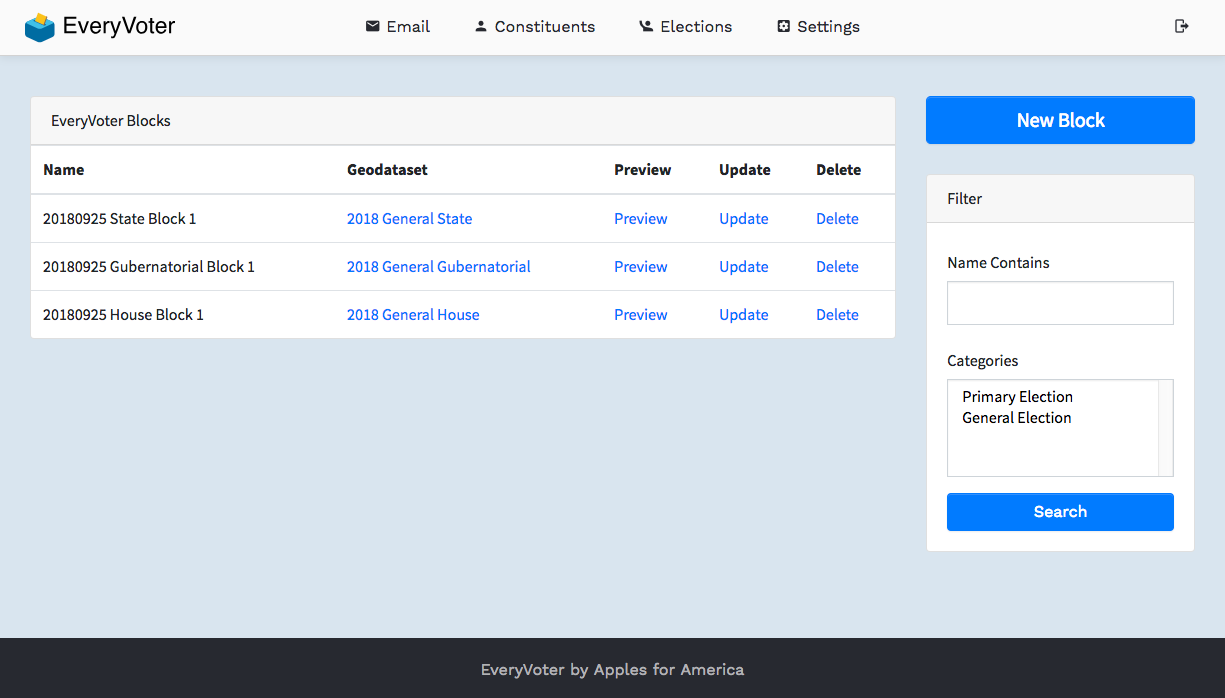 EveryVoter
Email
Constituents
Elections
Settings
EveryVoter Blocks
Name Geodataset Preview Update Delete
20180925 State Block 1 2018 General State Preview Update Delete
20180925 Gubernatorial Block 1 2018 General Gubernatorial Preview Update Delete
20180925 House Block 1 2018 General House Preview Update Delete
New Block
Filter
Name Contains
Categories
Primary Election
General Election
Search
EveryVoter by Apples for America